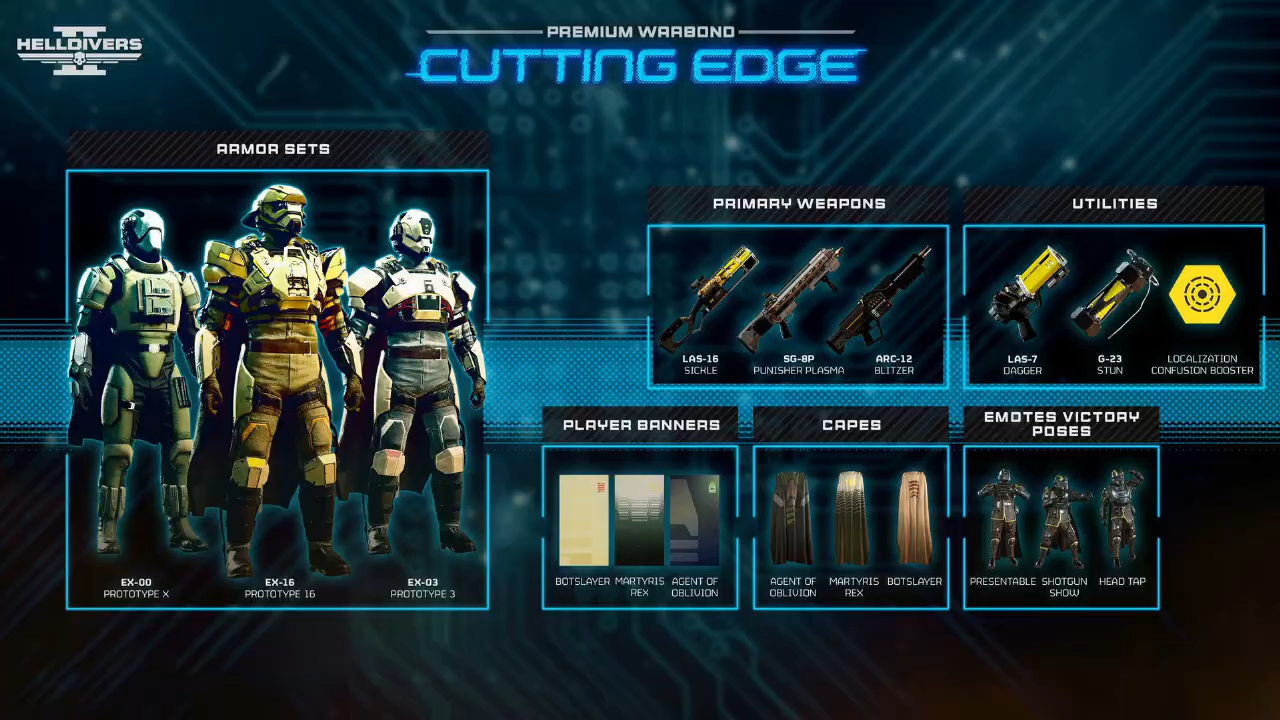 HELLDIVERS
II
PREMIUM WARBOND
CUTTING EDGE
ARMOR SETS
EX-00
PROTOTYPE X
EX-16
PROTOTYPE 16
EX-03
PROTOTYPE 3
PRIMARY WEAPONS
LAS-16
SICKLE
SG-8P
PUNISHER PLASMA
ARC-12
BLITZER
UTILITIES
LAS-7
DAGGER
G-23
STUN
LOCALIZATION
CONFUSION BOOSTER
PLAYER BANNERS
BOTSLAYER
MARTYRIS
REX
AGENT OF
OBLIVION
CAPES
AGENT OF
OBLIVION
MARTYRIS
REX
BOTSLAYER
EMOTES VICTORY
POSES
PRESENTABLE
SHOTGUN
SHOW
HEAD TAP